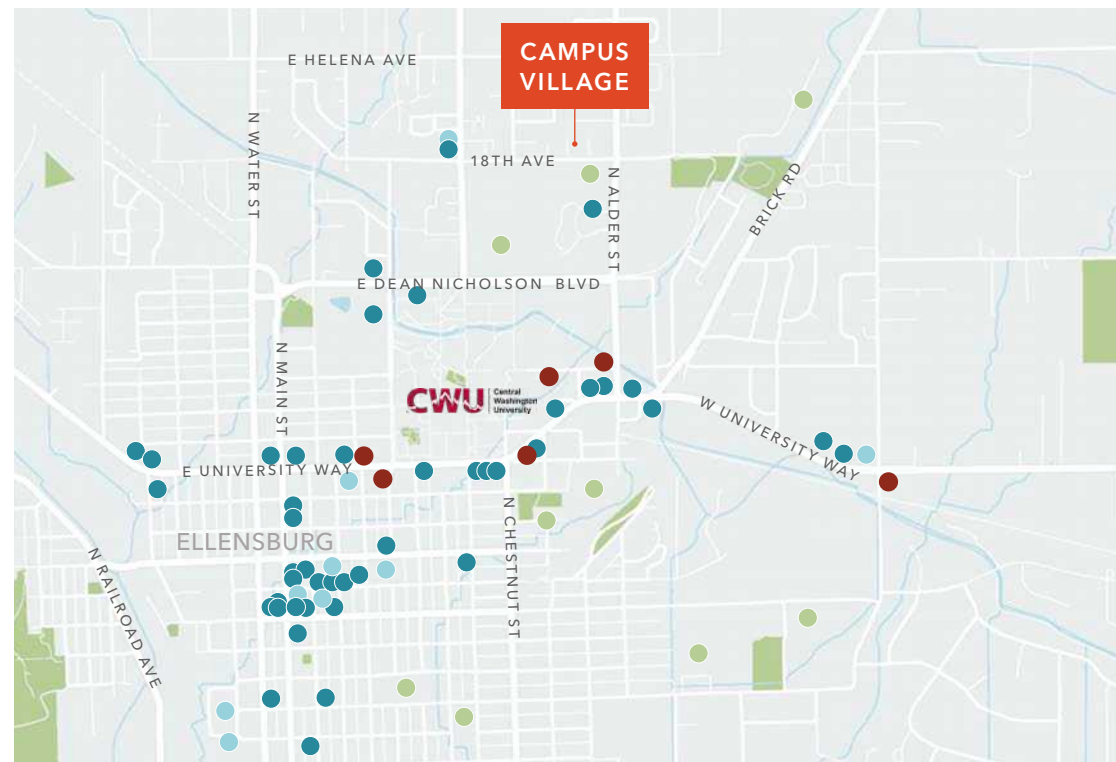 CAMPUS
VILLAGE
E HELENA AVE
N WATER ST
18TH AVE
N ALDER ST
BRICK RD
E DEAN NICHOLSON BLVD
N MAIN ST
CWU
Central
Washington
University
W UNIVERSITY WAY
E UNIVERSITY WAY
N CHESTNUT ST
ELLENSBURG
N RAILROAD AVE